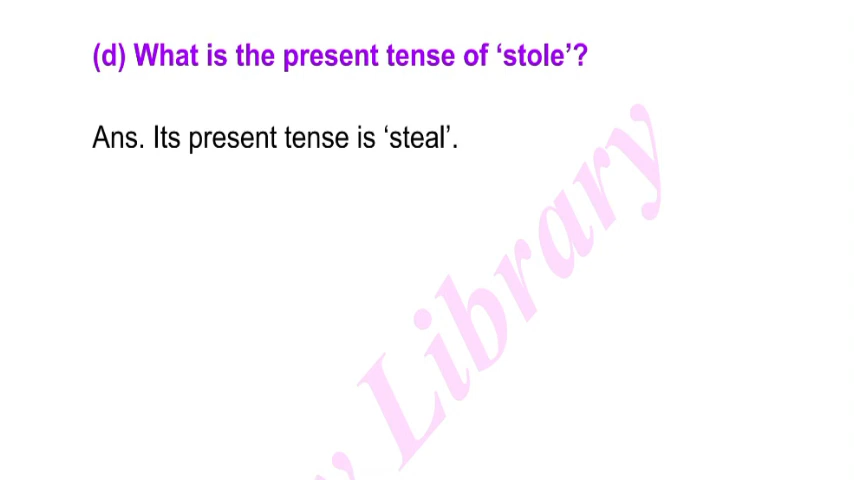 (d) What is the present tense of ‘stole’?
Ans. Its present tense is ‘steal’.
Library